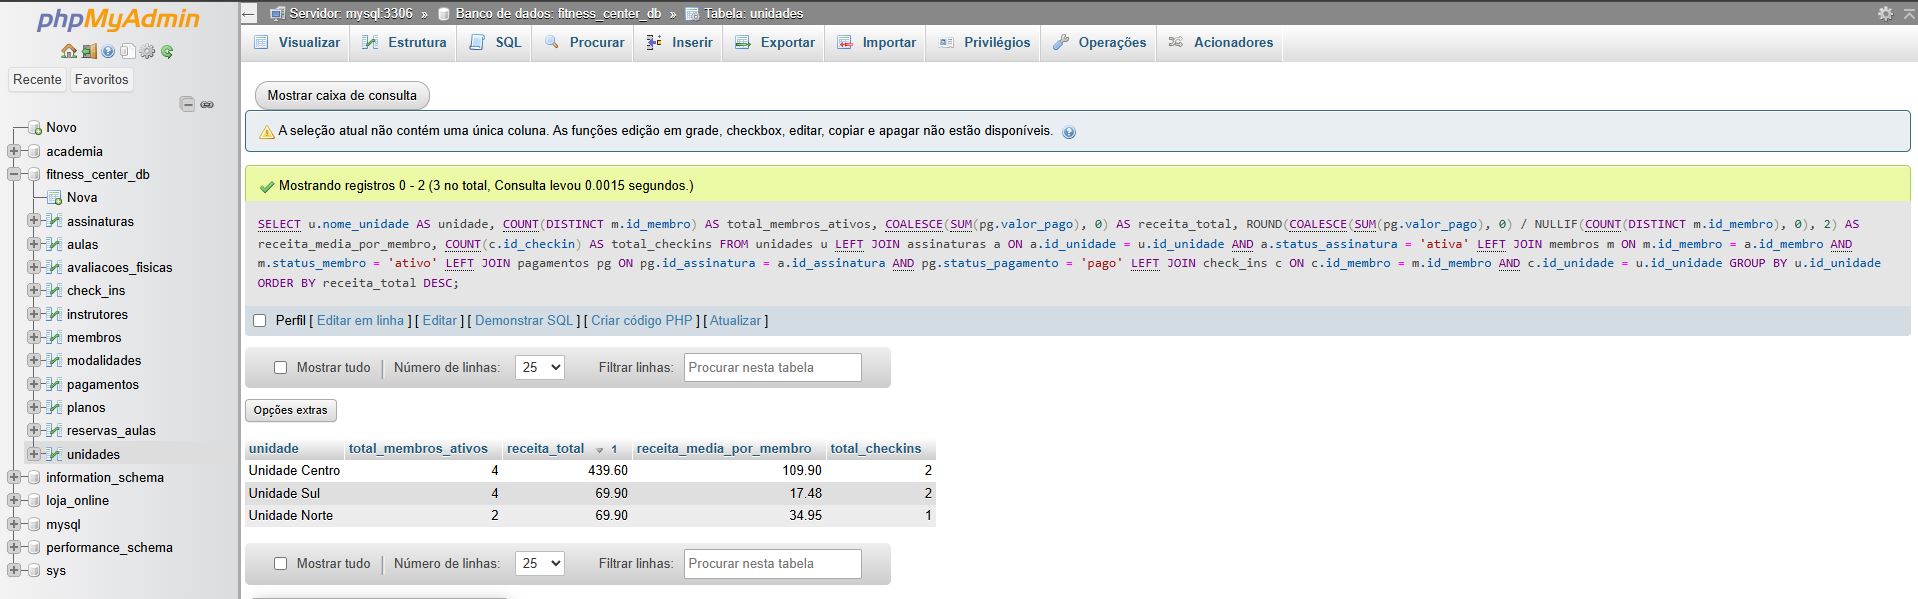 phpMyAdmin
Recente Favoritos
Novo
academia
fitness_center_db
Nova
assinaturas
aulas
avaliacoes_fisicas
check_ins
instrutores
membros
modalidades
pagamentos
planos
reservas_aulas
unidades
information_schema
loja_online
mysql
performance_schema
sys
Servidor: mysql:3306 » Banco de dados: fitness_center_db » Tabela: unidades
Visualizar Estrutura SQL Procurar Inserir Exportar Importar Privilégios Operações Acionadores
Mostrar caixa de consulta
A seleção atual não contém uma única coluna. As funções edição em grade, checkbox, editar, copiar e apagar não estão disponíveis.
Mostrando registros 0 - 2 (3 no total, Consulta levou 0.0015 segundos.)
SELECT u.nome_unidade AS unidade, COUNT(DISTINCT m.id_membro) AS total_membros_ativos, COALESCE(SUM(pg.valor_pago), 0) AS receita_total, ROUND(COALESCE(SUM(pg.valor_pago), 0) / NULLIF(COUNT(DISTINCT m.id_membro), 0), 2) AS
receita_media_por_membro, COUNT(c.id_checkin) AS total_checkins FROM unidades u LEFT JOIN assinaturas a ON a.id_unidade = u.id_unidade AND a.status_assinatura = 'ativa' LEFT JOIN membros m ON m.id_membro = a.id_membro AND
m.status_membro = 'ativo' LEFT JOIN pagamentos pg ON pg.id_assinatura = a.id_assinatura AND pg.status_pagamento = 'pago' LEFT JOIN check_ins c ON c.id_membro = m.id_membro AND c.id_unidade = u.id_unidade GROUP BY u.id_unidade
ORDER BY receita_total DESC;
Perfil [ Editar em linha ] [ Editar ] [ Demonstrar SQL ] [ Criar código PHP ] [ Atualizar ]
Mostrar tudo Número de linhas: 25 Filtrar linhas: Procurar nesta tabela
Opções extras
unidade total_membros_ativos receita_total 1 receita_media_por_membro total_checkins
Unidade Centro 4 439.60 109.90 2
Unidade Sul 4 69.90 17.48 2
Unidade Norte 2 69.90 34.95 1
Mostrar tudo Número de linhas: 25 Filtrar linhas: Procurar nesta tabela